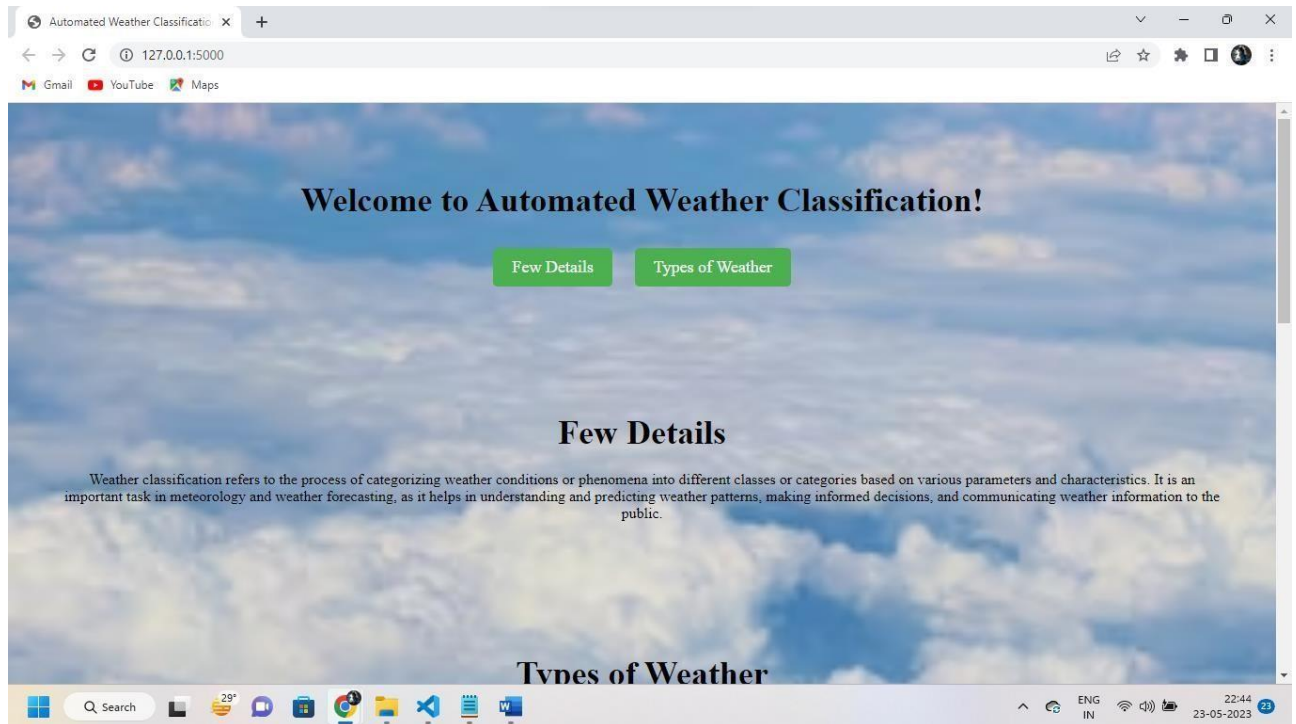 Automated Weather Classificatio
127.0.0.1:5000
Gmail YouTube Maps
Welcome to Automated Weather Classification!
Few Details Types of Weather
Few Details
Weather classification refers to the process of categorizing weather conditions or phenomena into different classes or categories based on various parameters and characteristics. It is an
important task in meteorology and weather forecasting, as it helps in understanding and predicting weather patterns, making informed decisions, and communicating weather information to the
public.
Types of Weather
Search 29° ENG 22:44
IN 23-05-2023 23